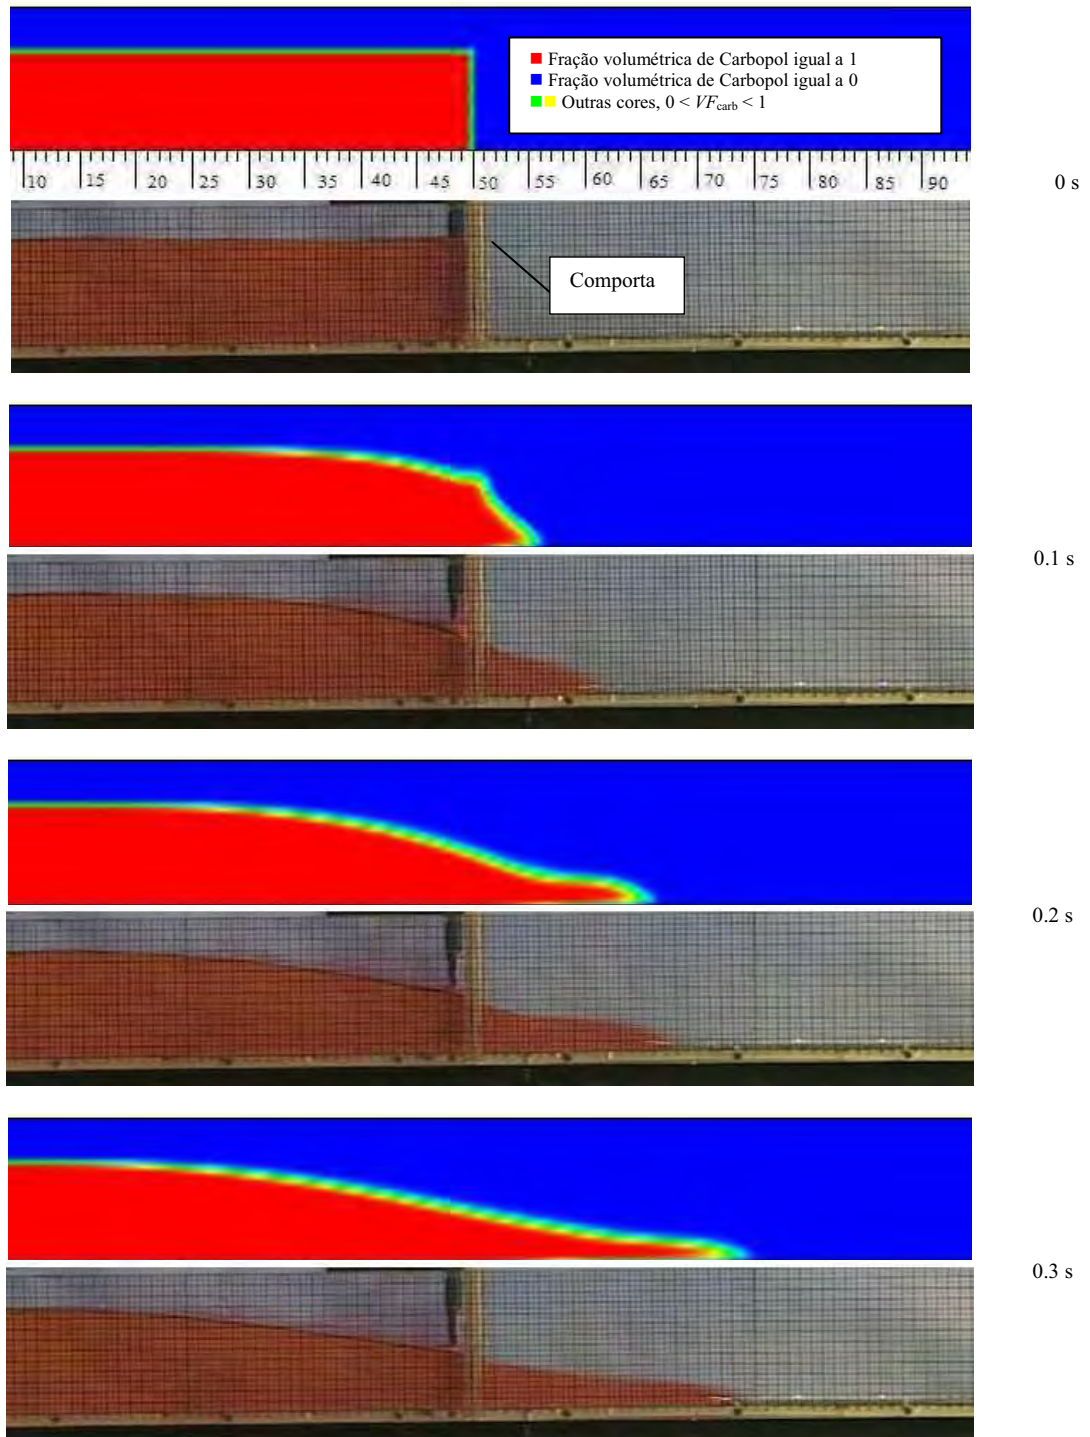 Fração volumétrica de Carbopol igual a 1
Fração volumétrica de Carbopol igual a 0
Outras cores, 0 < VFcarb < 1
10 15 20 25 30 35 40 45 50 55 60 65 70 75 80 85 90
0 s
Comporta
0.1 s
0.2 s
0.3 s